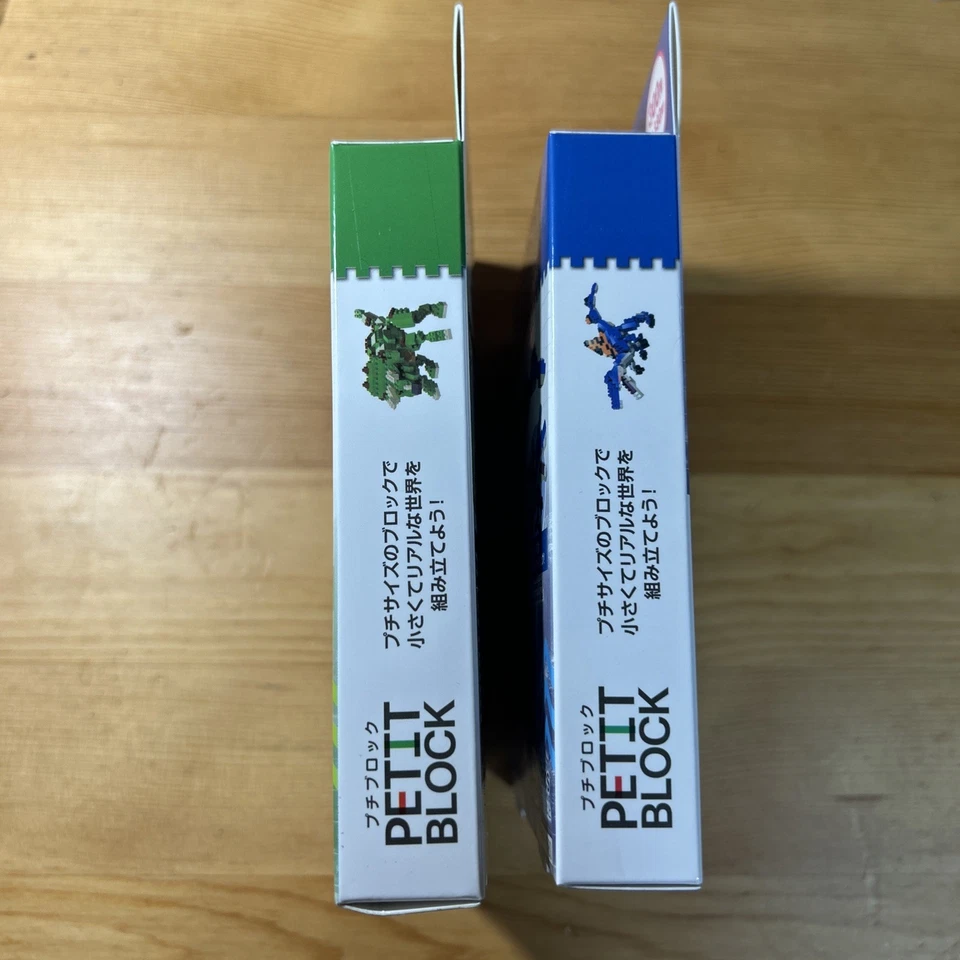 プチブロック
PETIT
BLOCK
プチサイズのブロックで
小さくてリアルな世界を
組み立てよう!
プチブロック
PETIT
BLOCK
プチサイズのブロックで
小さくてリアルな世界を
組み立てよう!